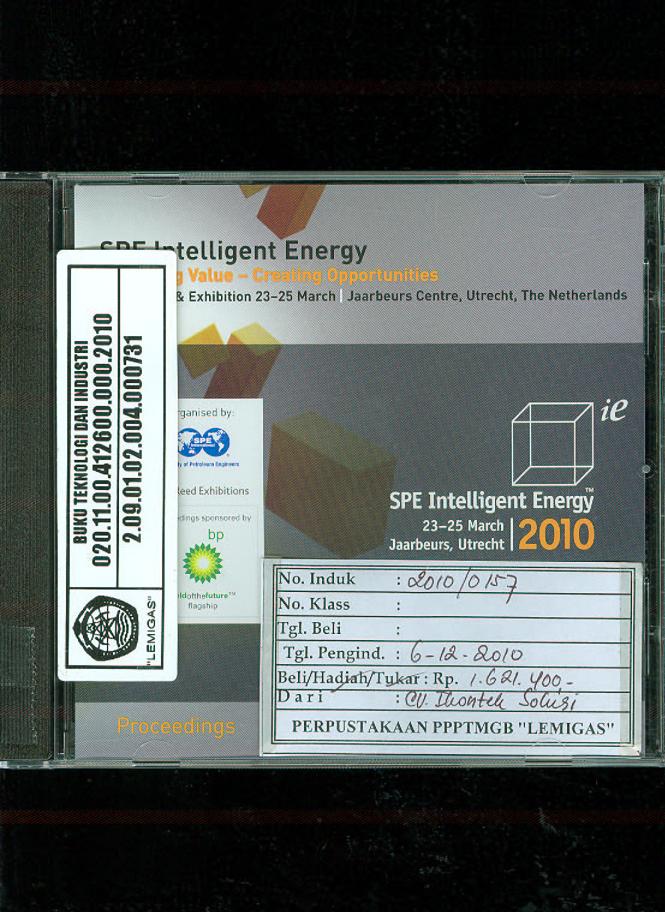 SPE Intelligent Energy
g Value – Creating Opportunities
& Exhibition 23–25 March | Jaarbeurs Centre, Utrecht, The Netherlands
BUKU TEKNOLOGI DAN INDUSTRI
020.11.00.412600.000.2010
2.09.01.02.004.000731
"LEMIGAS"
rganised by:
SPE
International
ty of Petroleum Engineers
Reed Exhibitions
edings sponsored by
bp
eldofthefuture™
flagship
ie
SPE Intelligent Energy™
23–25 March
Jaarbeurs, Utrecht
2010
No. Induk : 2010/0157
No. Klass :
Tgl. Beli :
Tgl. Pengind. : 6-12-2010
Beli/Hadiah/Tukar : Rp. 1.621.400.-
Dari : CV.
PERPUSTAKAAN PPPTMGB "LEMIGAS"
Proceedings